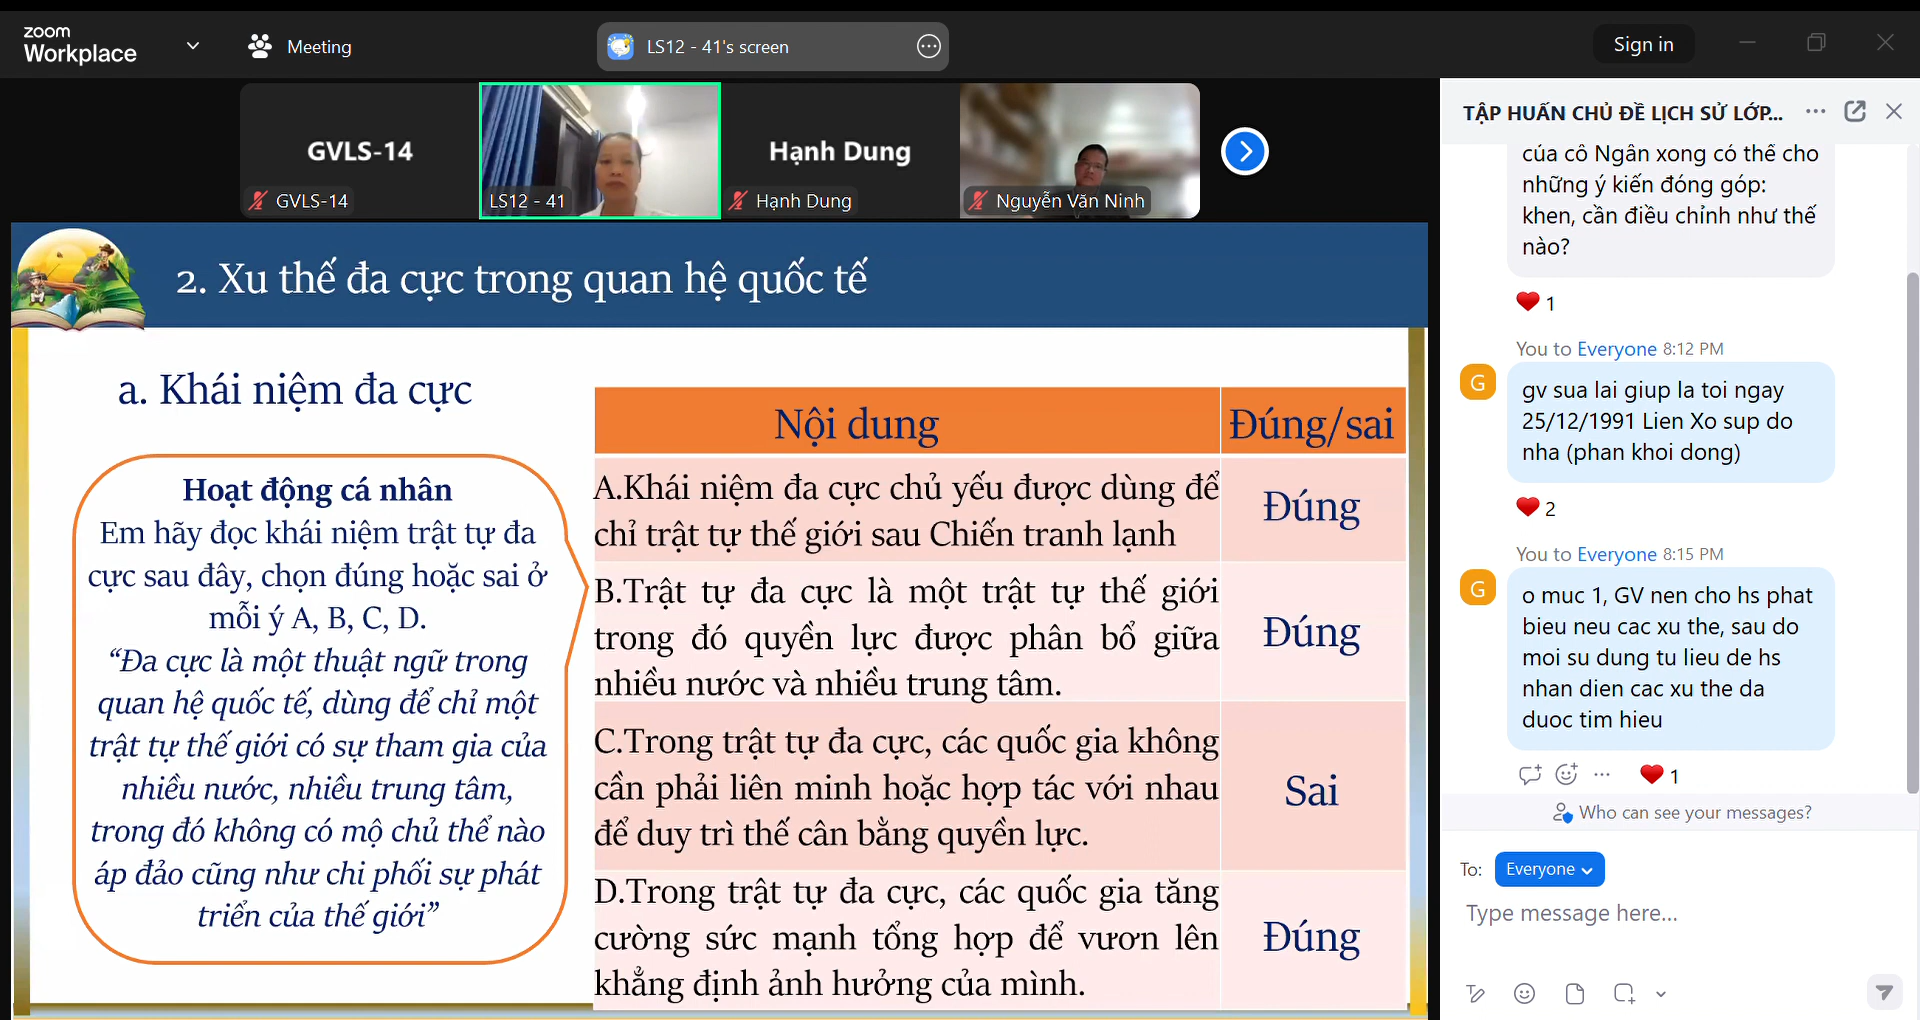 zoom
Workplace
Meeting
LS12 - 41's screen
Sign in
GVLS-14
GVLS-14
LS12 - 41
Hạnh Dung
Hạnh Dung
Nguyễn Văn Ninh
2. Xu thế đa cực trong quan hệ quốc tế
a. Khái niệm đa cực
Hoạt động cá nhân
Em hãy đọc khái niệm trật tự đa
cực sau đây, chọn đúng hoặc sai ở
mỗi ý A, B, C, D.
“Đa cực là một thuật ngữ trong
quan hệ quốc tế, dùng để chỉ một
trật tự thế giới có sự tham gia của
nhiều nước, nhiều trung tâm,
trong đó không có mộ chủ thể nào
áp đảo cũng như chi phối sự phát
triển của thế giới”
Nội dung
Đúng/sai
A.Khái niệm đa cực chủ yếu được dùng để
chỉ trật tự thế giới sau Chiến tranh lạnh
Đúng
B.Trật tự đa cực là một trật tự thế giới
trong đó quyền lực được phân bổ giữa
nhiều nước và nhiều trung tâm.
Đúng
C.Trong trật tự đa cực, các quốc gia không
cần phải liên minh hoặc hợp tác với nhau
để duy trì thế cân bằng quyền lực.
Sai
D.Trong trật tự đa cực, các quốc gia tăng
cường sức mạnh tổng hợp để vươn lên
khẳng định ảnh hưởng của mình.
Đúng
TẬP HUẤN CHỦ ĐỀ LỊCH SỬ LỚP...
của cô Ngân xong có thể cho
những ý kiến đóng góp:
khen, cần điều chỉnh như thế
nào?
1
You to Everyone 8:12 PM
G
gv sua lai giup la toi ngay
25/12/1991 Lien Xo sup do
nha (phan khoi dong)
2
You to Everyone 8:15 PM
G
o muc 1, GV nen cho hs phat
bieu neu cac xu the, sau do
moi su dung tu lieu de hs
nhan dien cac xu the da
duoc tim hieu
1
Who can see your messages?
To: Everyone
Type message here...